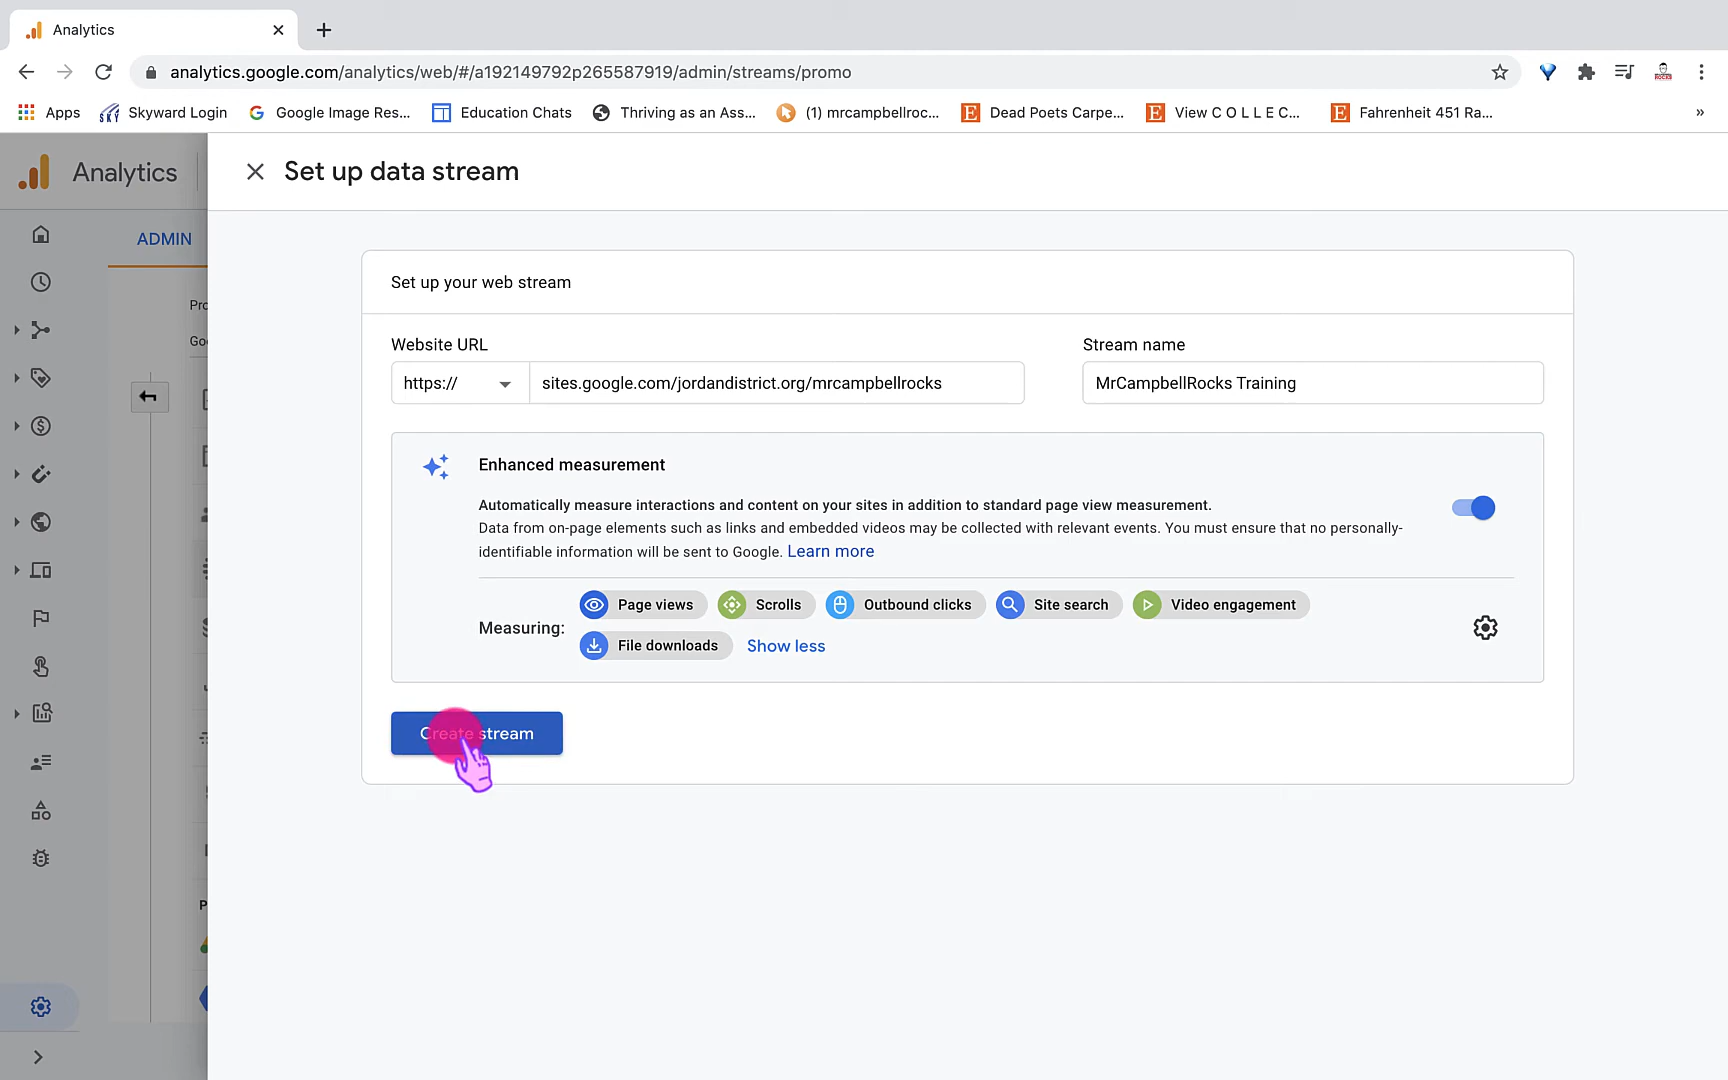 Analytics
analytics.google.com/analytics/web/#/a192149792p265587919/admin/streams/promo
Apps
Skyward Login
Google Image Res...
Education Chats
Thriving as an Ass...
(1) mrcampbellroc...
Dead Poets Carpe...
View C O L L E C...
Fahrenheit 451 Ra...
»
Analytics
Set up data stream
ADMIN
Set up your web stream
Website URL
Stream name
https://
sites.google.com/jordandistrict.org/mrcampbellrocks
MrCampbellRocks Training
Enhanced measurement
Automatically measure interactions and content on your sites in addition to standard page view measurement.
Data from on-page elements such as links and embedded videos may be collected with relevant events. You must ensure that no personally-
identifiable information will be sent to Google. Learn more
Measuring:
Page views
Scrolls
Outbound clicks
Site search
Video engagement
File downloads
Show less
Create stream